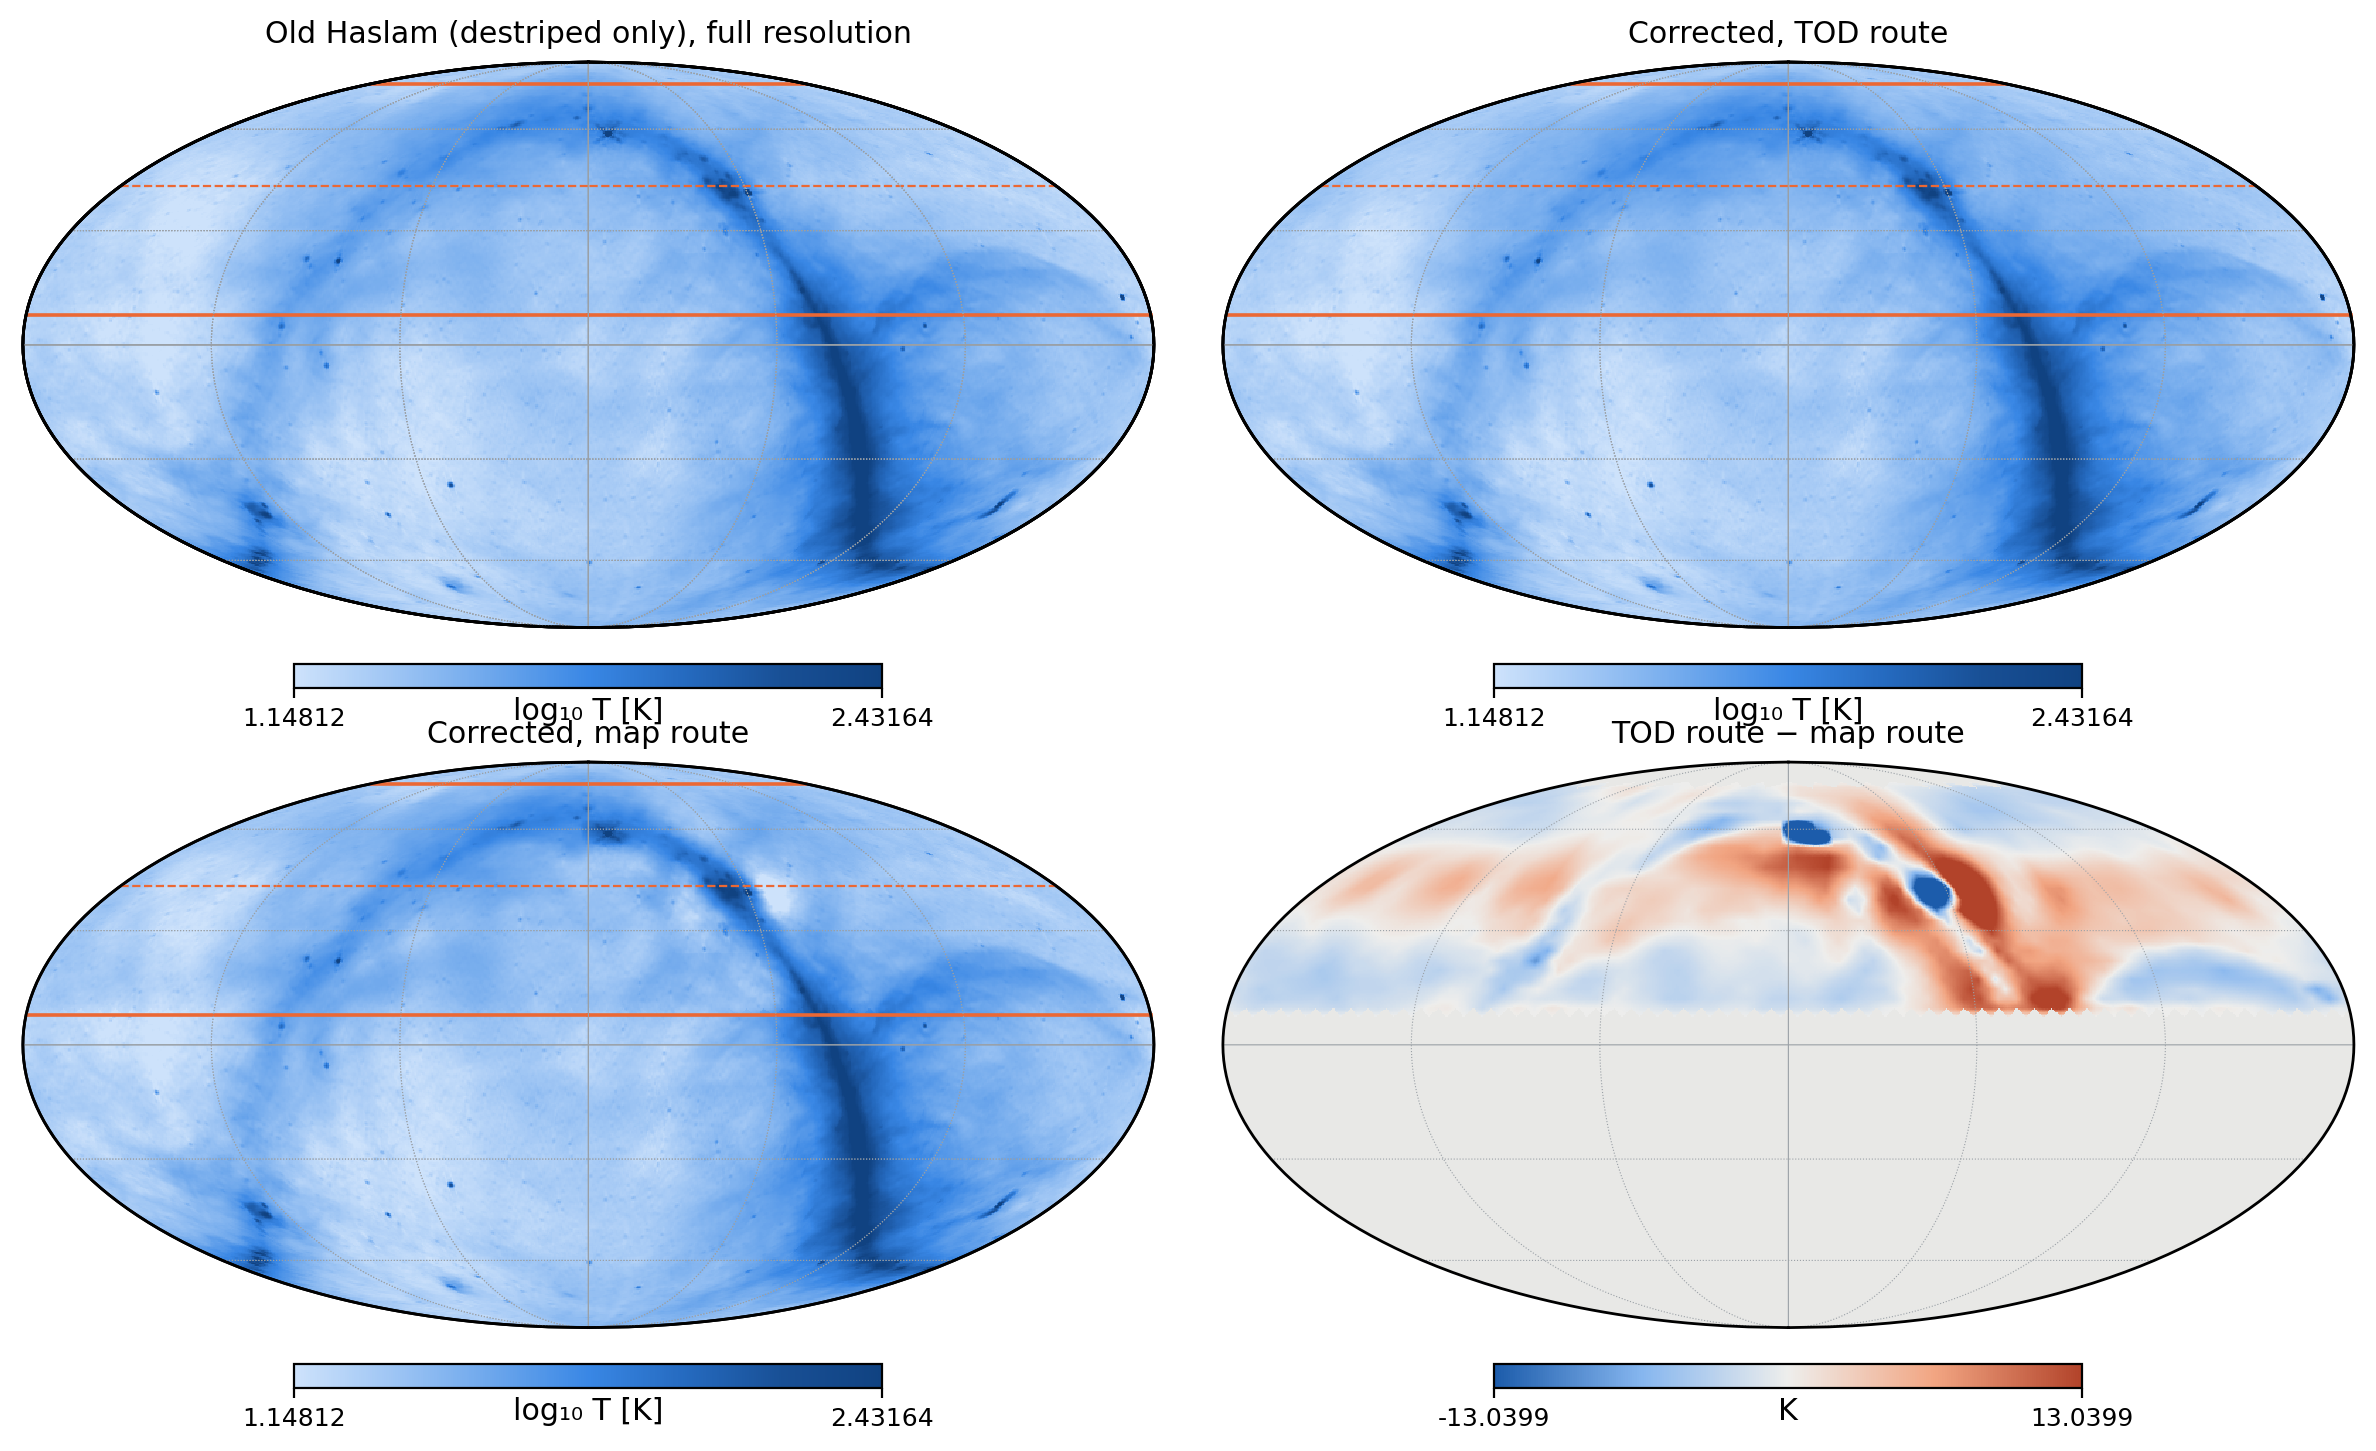 Old Haslam (destriped only), full resolution
Corrected, TOD route
log₁₀ T [K]
1.14812
2.43164
log₁₀ T [K]
1.14812
2.43164
Corrected, map route
TOD route − map route
log₁₀ T [K]
1.14812
2.43164
K
-13.0399
13.0399